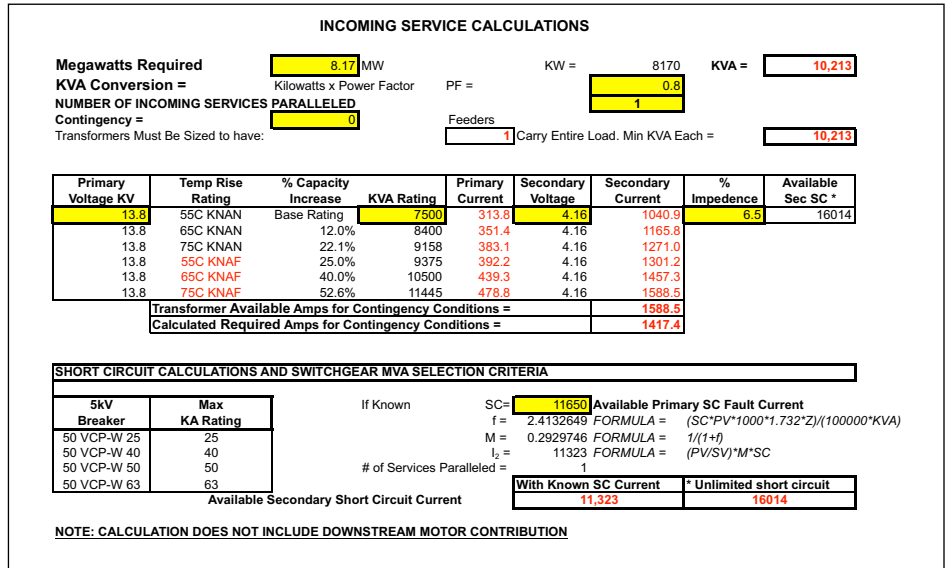 INCOMING SERVICE CALCULATIONS
Megawatts Required 8.17 MW KW = 8170 KVA = 10,213
KVA Conversion = Kilowatts x Power Factor PF = 0.8
NUMBER OF INCOMING SERVICES PARALLELED 1
Contingency = 0 Feeders
Transformers Must Be Sized to have: 1 Carry Entire Load. Min KVA Each = 10,213
Primary Temp Rise % Capacity Primary Secondary Secondary % Available
Voltage KV Rating Increase KVA Rating Current Voltage Current Impedence Sec SC *
13.8 55C KNAN Base Rating 7500 313.8 4.16 1040.9 6.5 16014
13.8 65C KNAN 12.0% 8400 351.4 4.16 1165.8
13.8 75C KNAN 22.1% 9158 383.1 4.16 1271.0
13.8 55C KNAF 25.0% 9375 392.2 4.16 1301.2
13.8 65C KNAF 40.0% 10500 439.3 4.16 1457.3
13.8 75C KNAF 52.6% 11445 478.8 4.16 1588.5
Transformer Available Amps for Contingency Conditions = 1588.5
Calculated Required Amps for Contingency Conditions = 1417.4
SHORT CIRCUIT CALCULATIONS AND SWITCHGEAR MVA SELECTION CRITERIA
5kV Max If Known SC= 11650 Available Primary SC Fault Current
Breaker KA Rating f = 2.4132649 FORMULA = (SC*PV*1000*1.732*Z)/(100000*KVA)
50 VCP-W 25 25 M = 0.2929746 FORMULA = 1/(1+f)
50 VCP-W 40 40 I₂ = 11323 FORMULA = (PV/SV)*M*SC
50 VCP-W 50 50 # of Services Paralleled = 1
50 VCP-W 63 63 With Known SC Current * Unlimited short circuit
Available Secondary Short Circuit Current 11,323 16014
NOTE: CALCULATION DOES NOT INCLUDE DOWNSTREAM MOTOR CONTRIBUTION